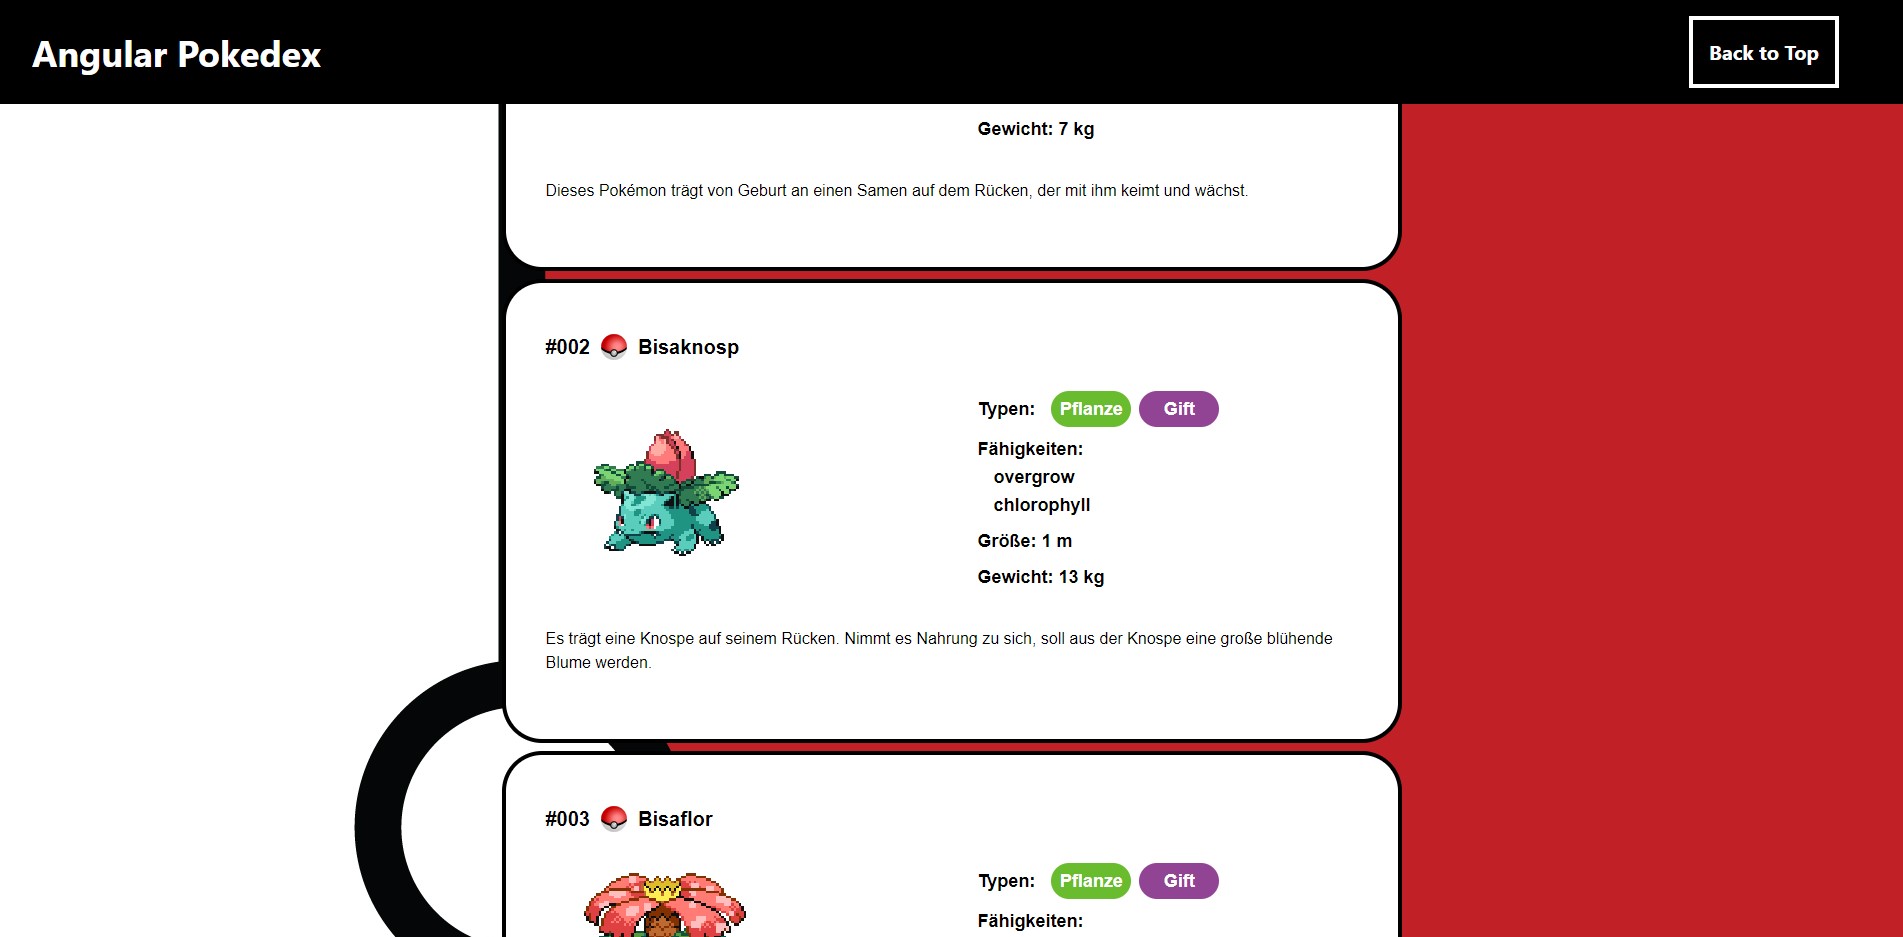 Angular Pokedex
Back to Top
Gewicht: 7 kg
Dieses Pokémon trägt von Geburt an einen Samen auf dem Rücken, der mit ihm keimt und wächst.
#002 Bisaknosp
Typen: Pflanze Gift
Fähigkeiten:
overgrow
chlorophyll
Größe: 1 m
Gewicht: 13 kg
Es trägt eine Knospe auf seinem Rücken. Nimmt es Nahrung zu sich, soll aus der Knospe eine große blühende
Blume werden.
#003 Bisaflor
Typen: Pflanze Gift
Fähigkeiten: